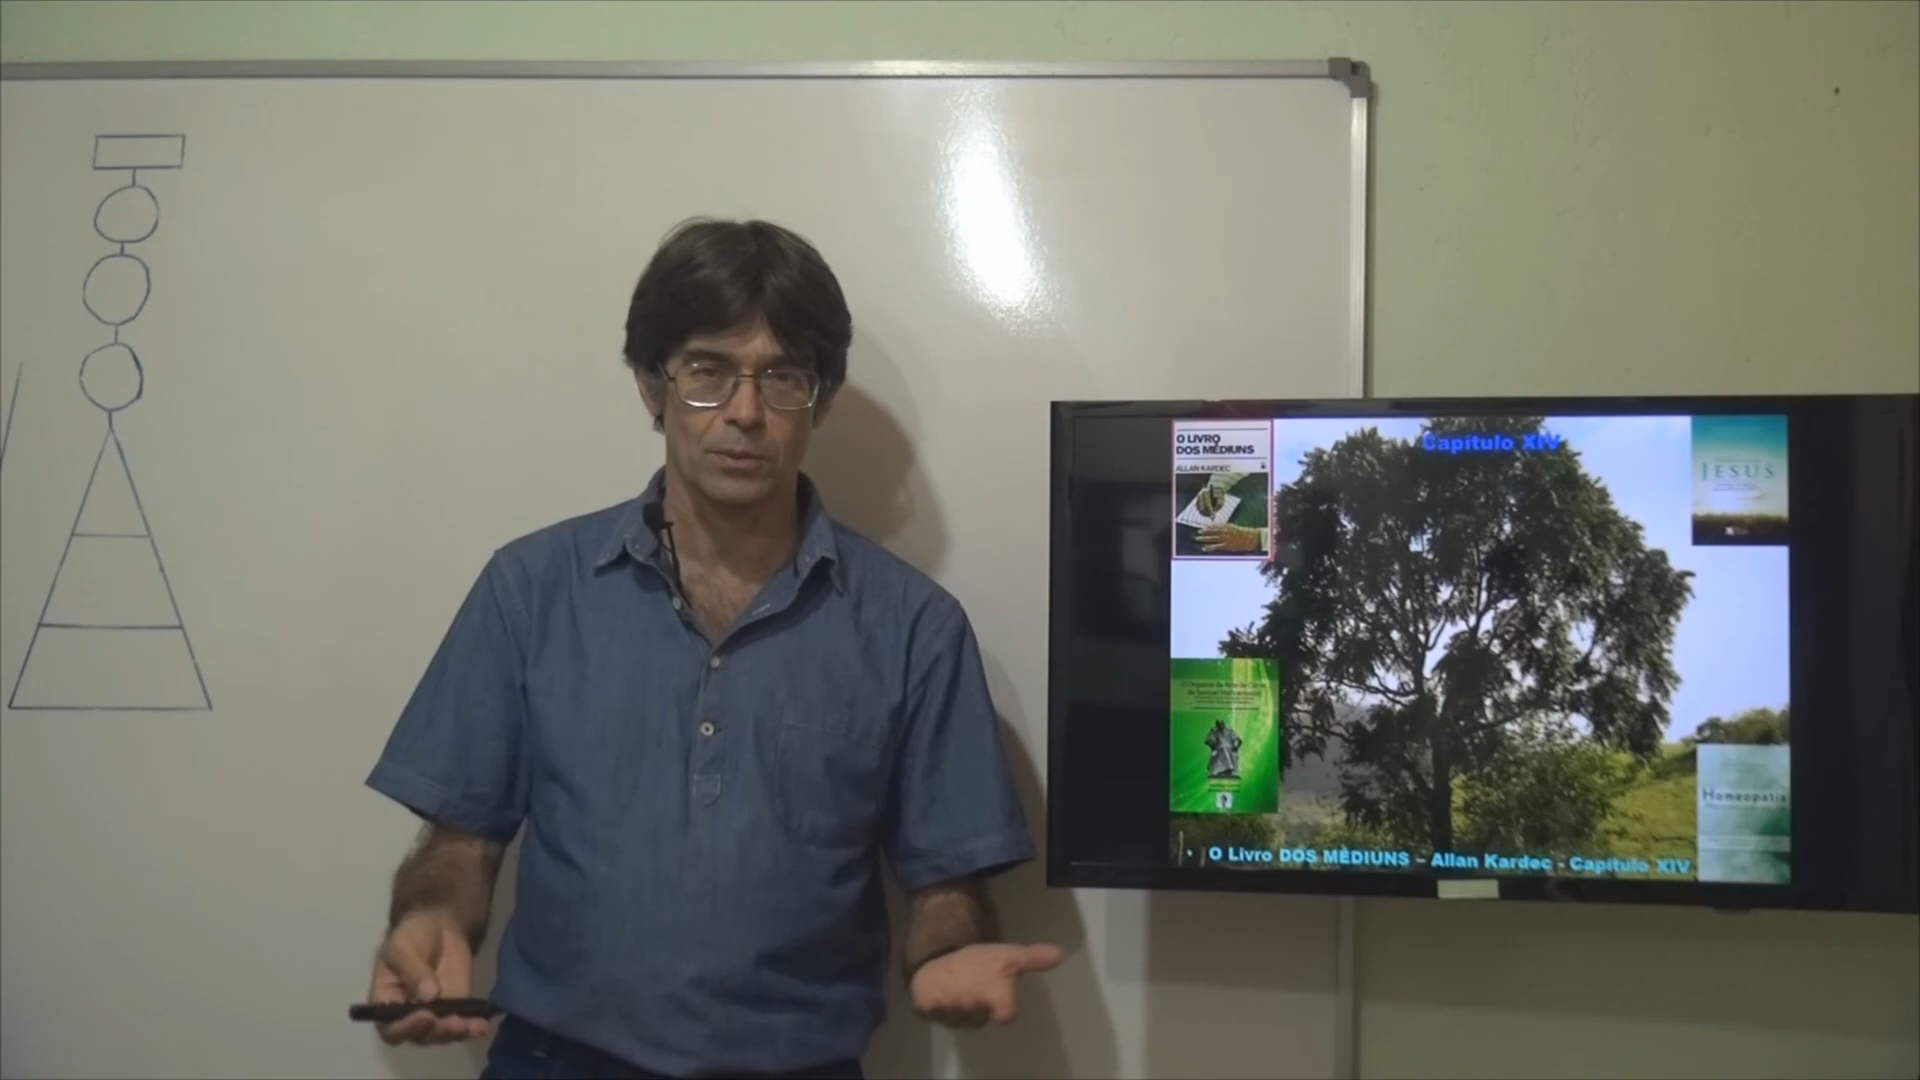 Capítulo XIV
O LIVRO
DOS MÉDIUNS
ALLAN KARDEC
JESUS
Homeopatia
• O Livro DOS MÉDIUNS – Allan Kardec - Capítulo XIV